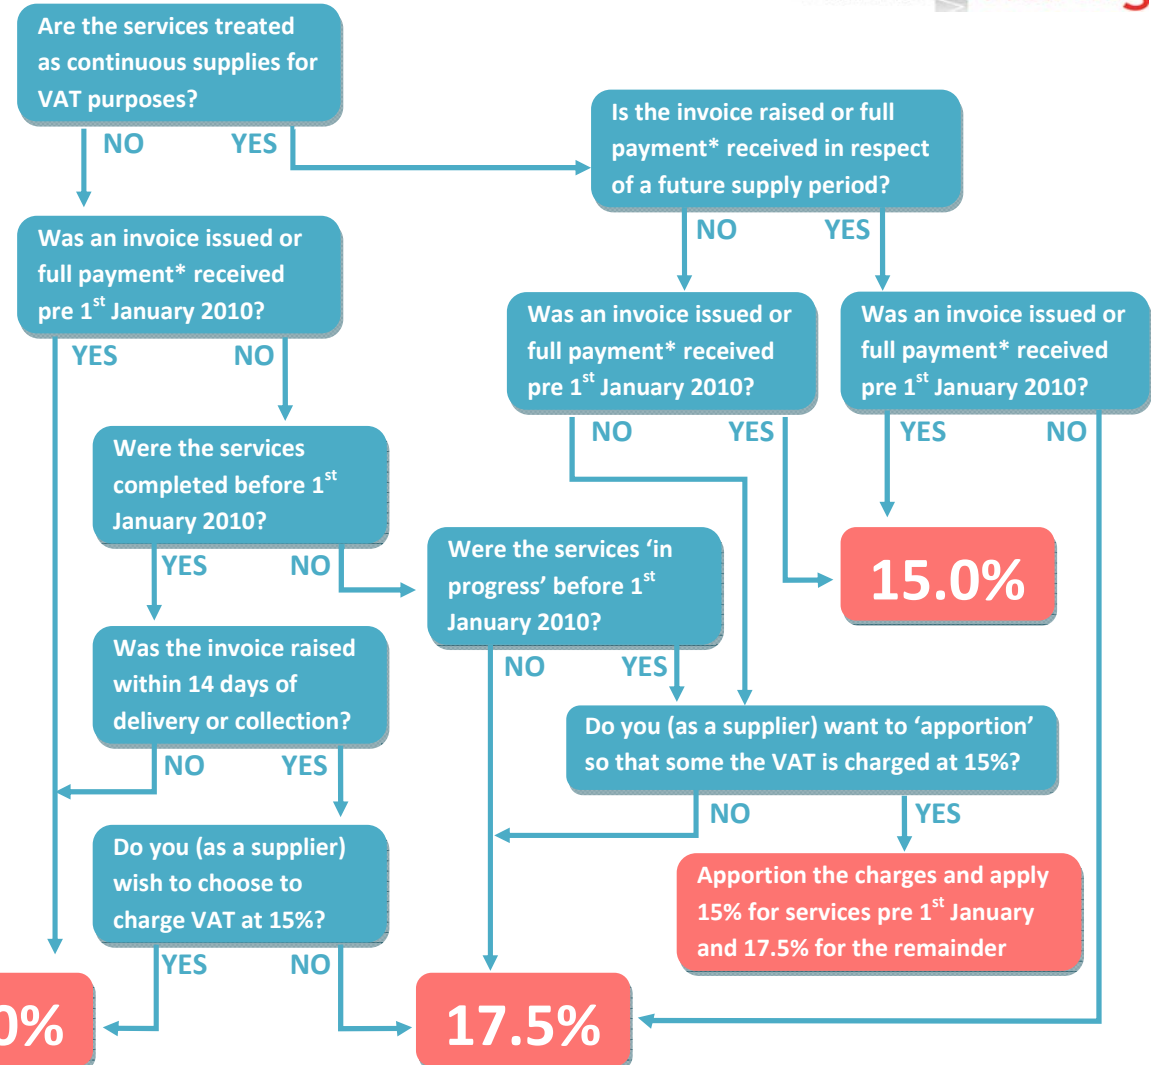 Are the services treated
as continuous supplies for
VAT purposes?
NO YES
Is the invoice raised or full
payment* received in respect
of a future supply period?
NO YES
Was an invoice issued or
full payment* received
pre 1st January 2010?
YES NO
Was an invoice issued or
full payment* received
pre 1st January 2010?
NO YES
Was an invoice issued or
full payment* received
pre 1st January 2010?
YES NO
Were the services
completed before 1st
January 2010?
YES NO
Were the services ‘in
progress’ before 1st
January 2010?
NO YES
15.0%
Was the invoice raised
within 14 days of
delivery or collection?
NO YES
Do you (as a supplier) want to ‘apportion’
so that some the VAT is charged at 15%?
NO YES
Do you (as a supplier)
wish to choose to
charge VAT at 15%?
YES NO
Apportion the charges and apply
15% for services pre 1st January
and 17.5% for the remainder
0%
17.5%